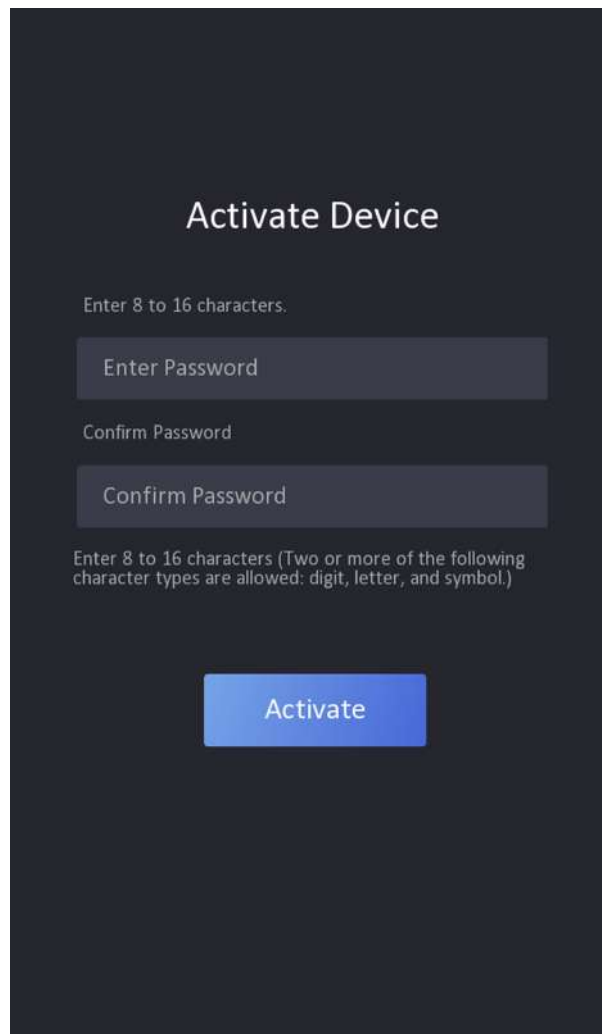 Activate Device
Enter 8 to 16 characters.
Enter Password
Confirm Password
Confirm Password
Enter 8 to 16 characters (Two or more of the following
character types are allowed: digit, letter, and symbol.)
Activate